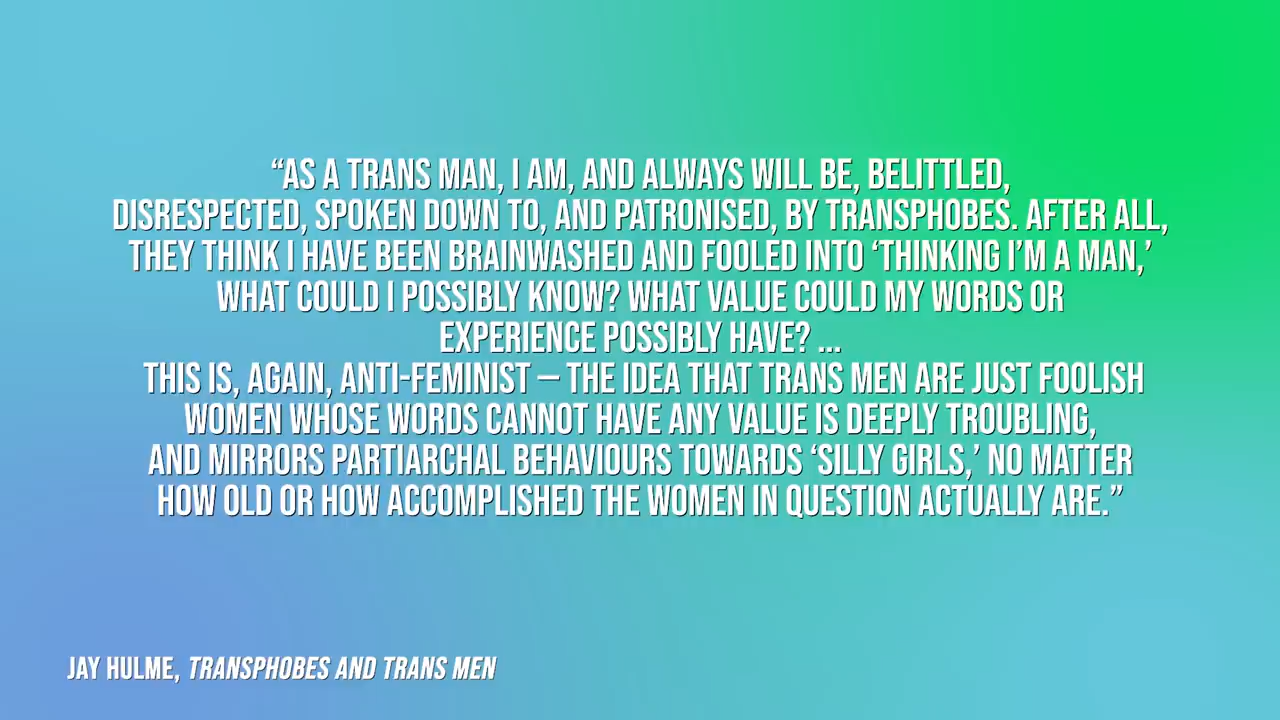 “AS A TRANS MAN, I AM, AND ALWAYS WILL BE, BELITTLED,
DISRESPECTED, SPOKEN DOWN TO, AND PATRONISED, BY TRANSPHOBES. AFTER ALL,
THEY THINK I HAVE BEEN BRAINWASHED AND FOOLED INTO ‘THINKING I’M A MAN,’
WHAT COULD I POSSIBLY KNOW? WHAT VALUE COULD MY WORDS OR
EXPERIENCE POSSIBLY HAVE? ...
THIS IS, AGAIN, ANTI-FEMINIST – THE IDEA THAT TRANS MEN ARE JUST FOOLISH
WOMEN WHOSE WORDS CANNOT HAVE ANY VALUE IS DEEPLY TROUBLING,
AND MIRRORS PARTIARCHAL BEHAVIOURS TOWARDS ‘SILLY GIRLS,’ NO MATTER
HOW OLD OR HOW ACCOMPLISHED THE WOMEN IN QUESTION ACTUALLY ARE.”
JAY HULME, TRANSPHOBES AND TRANS MEN